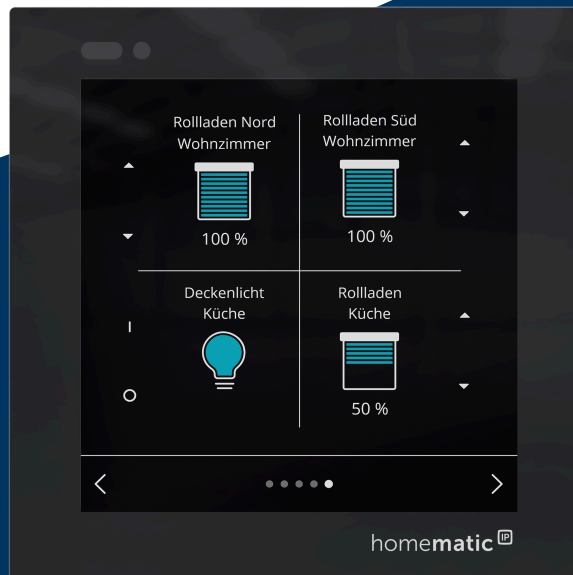 Rollladen Nord
Wohnzimmer
100 %
Rollladen Süd
Wohnzimmer
100 %
Deckenlicht
Küche
Rollladen
Küche
50 %
homematic IP